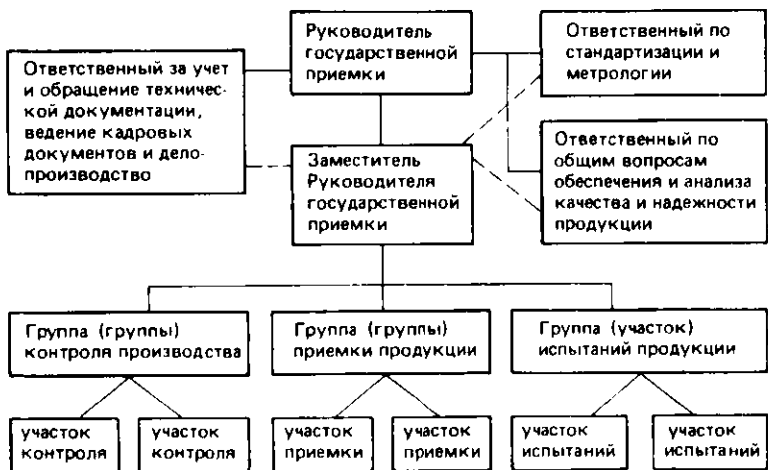 Руководитель
государственной
приемки
Ответственный по
стандартизации и
метрологии
Ответственный за учет
и обращение техничес-
кой документации,
ведение кадровых
документов и дело-
производство
Заместитель
Руководителя
государственной
приемки
Ответственный по
общим вопросам
обеспечения и анализа
качества и надежности
продукции
Группа (группы)
контроля производства
Группа (группы)
приемки продукции
Группа (участок)
испытаний продукции
участок
контроля
участок
контроля
участок
приемки
участок
приемки
участок
испытаний
участок
испытаний